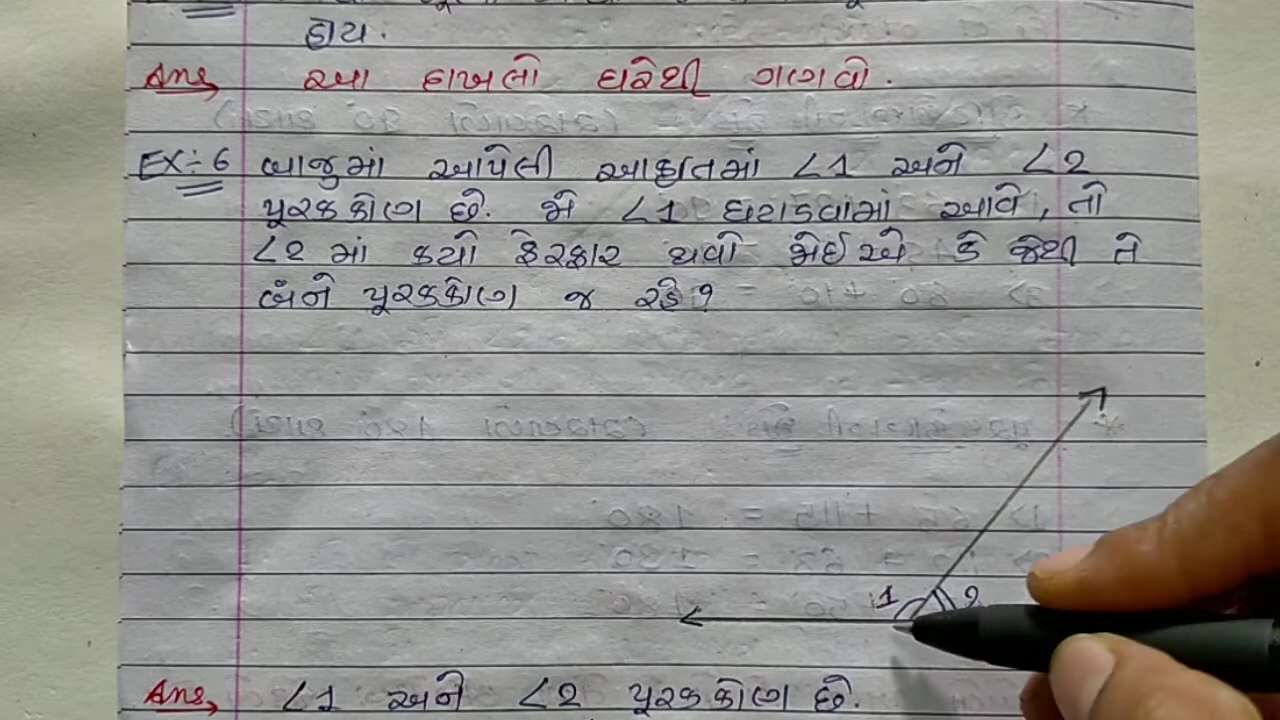 હોય.
Ans, આ દાખલો ઘરેથી ગણવો.
EX:-6 બાજુમાં આપેલી આકૃતિમાં ∠1 અને ∠2
પૂરકકોણ છે. જો ∠1 ઘટાડવામાં આવે, તો
∠2 માં કયો ફેરફાર થવો જોઈએ કે જેથી તે
બંને પૂરકકોણ જ રહે?
1 2
Ans, ∠1 અને ∠2 પૂરકકોણ છે.